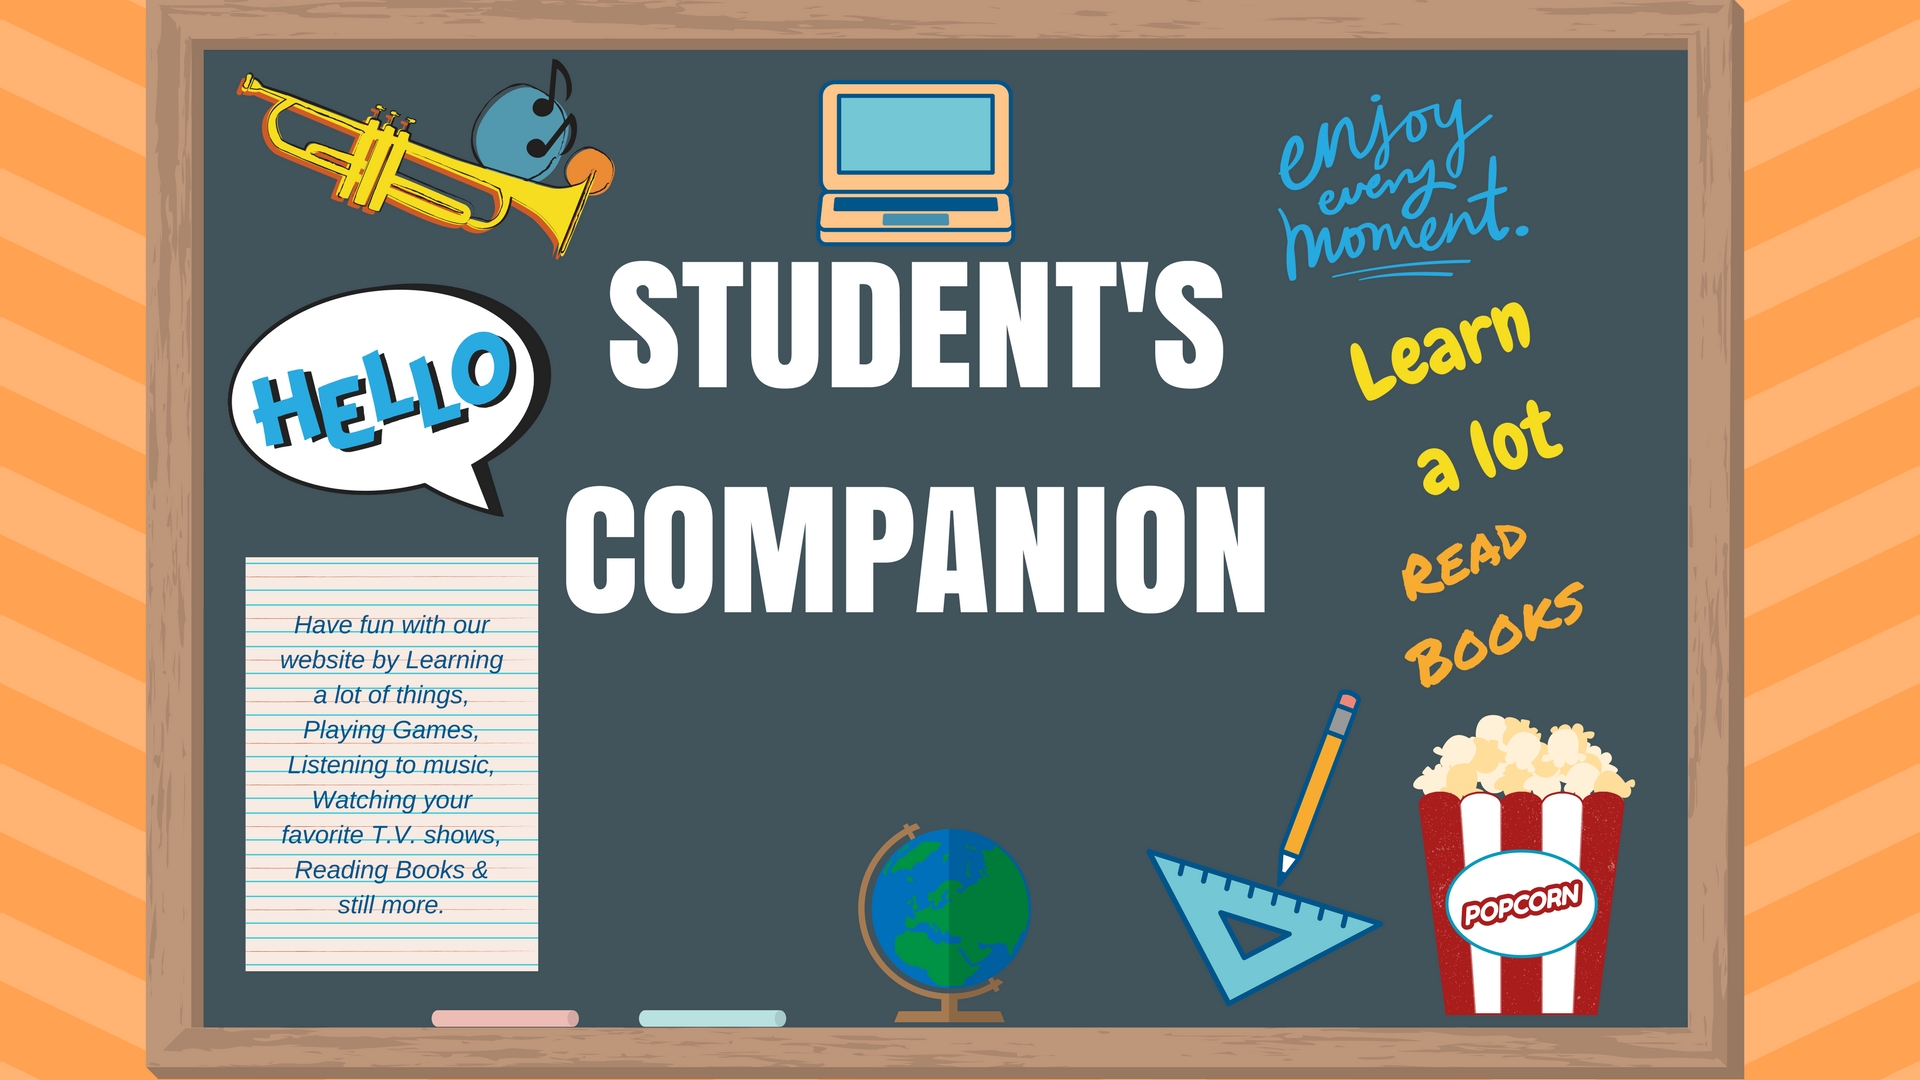 HELLO
STUDENT'S
COMPANION
enjoy
every
moment.
Learn
a lot
READ
BOOKS
Have fun with our
website by Learning
a lot of things,
Playing Games,
Listening to music,
Watching your
favorite T.V. shows,
Reading Books &
still more.
POPCORN